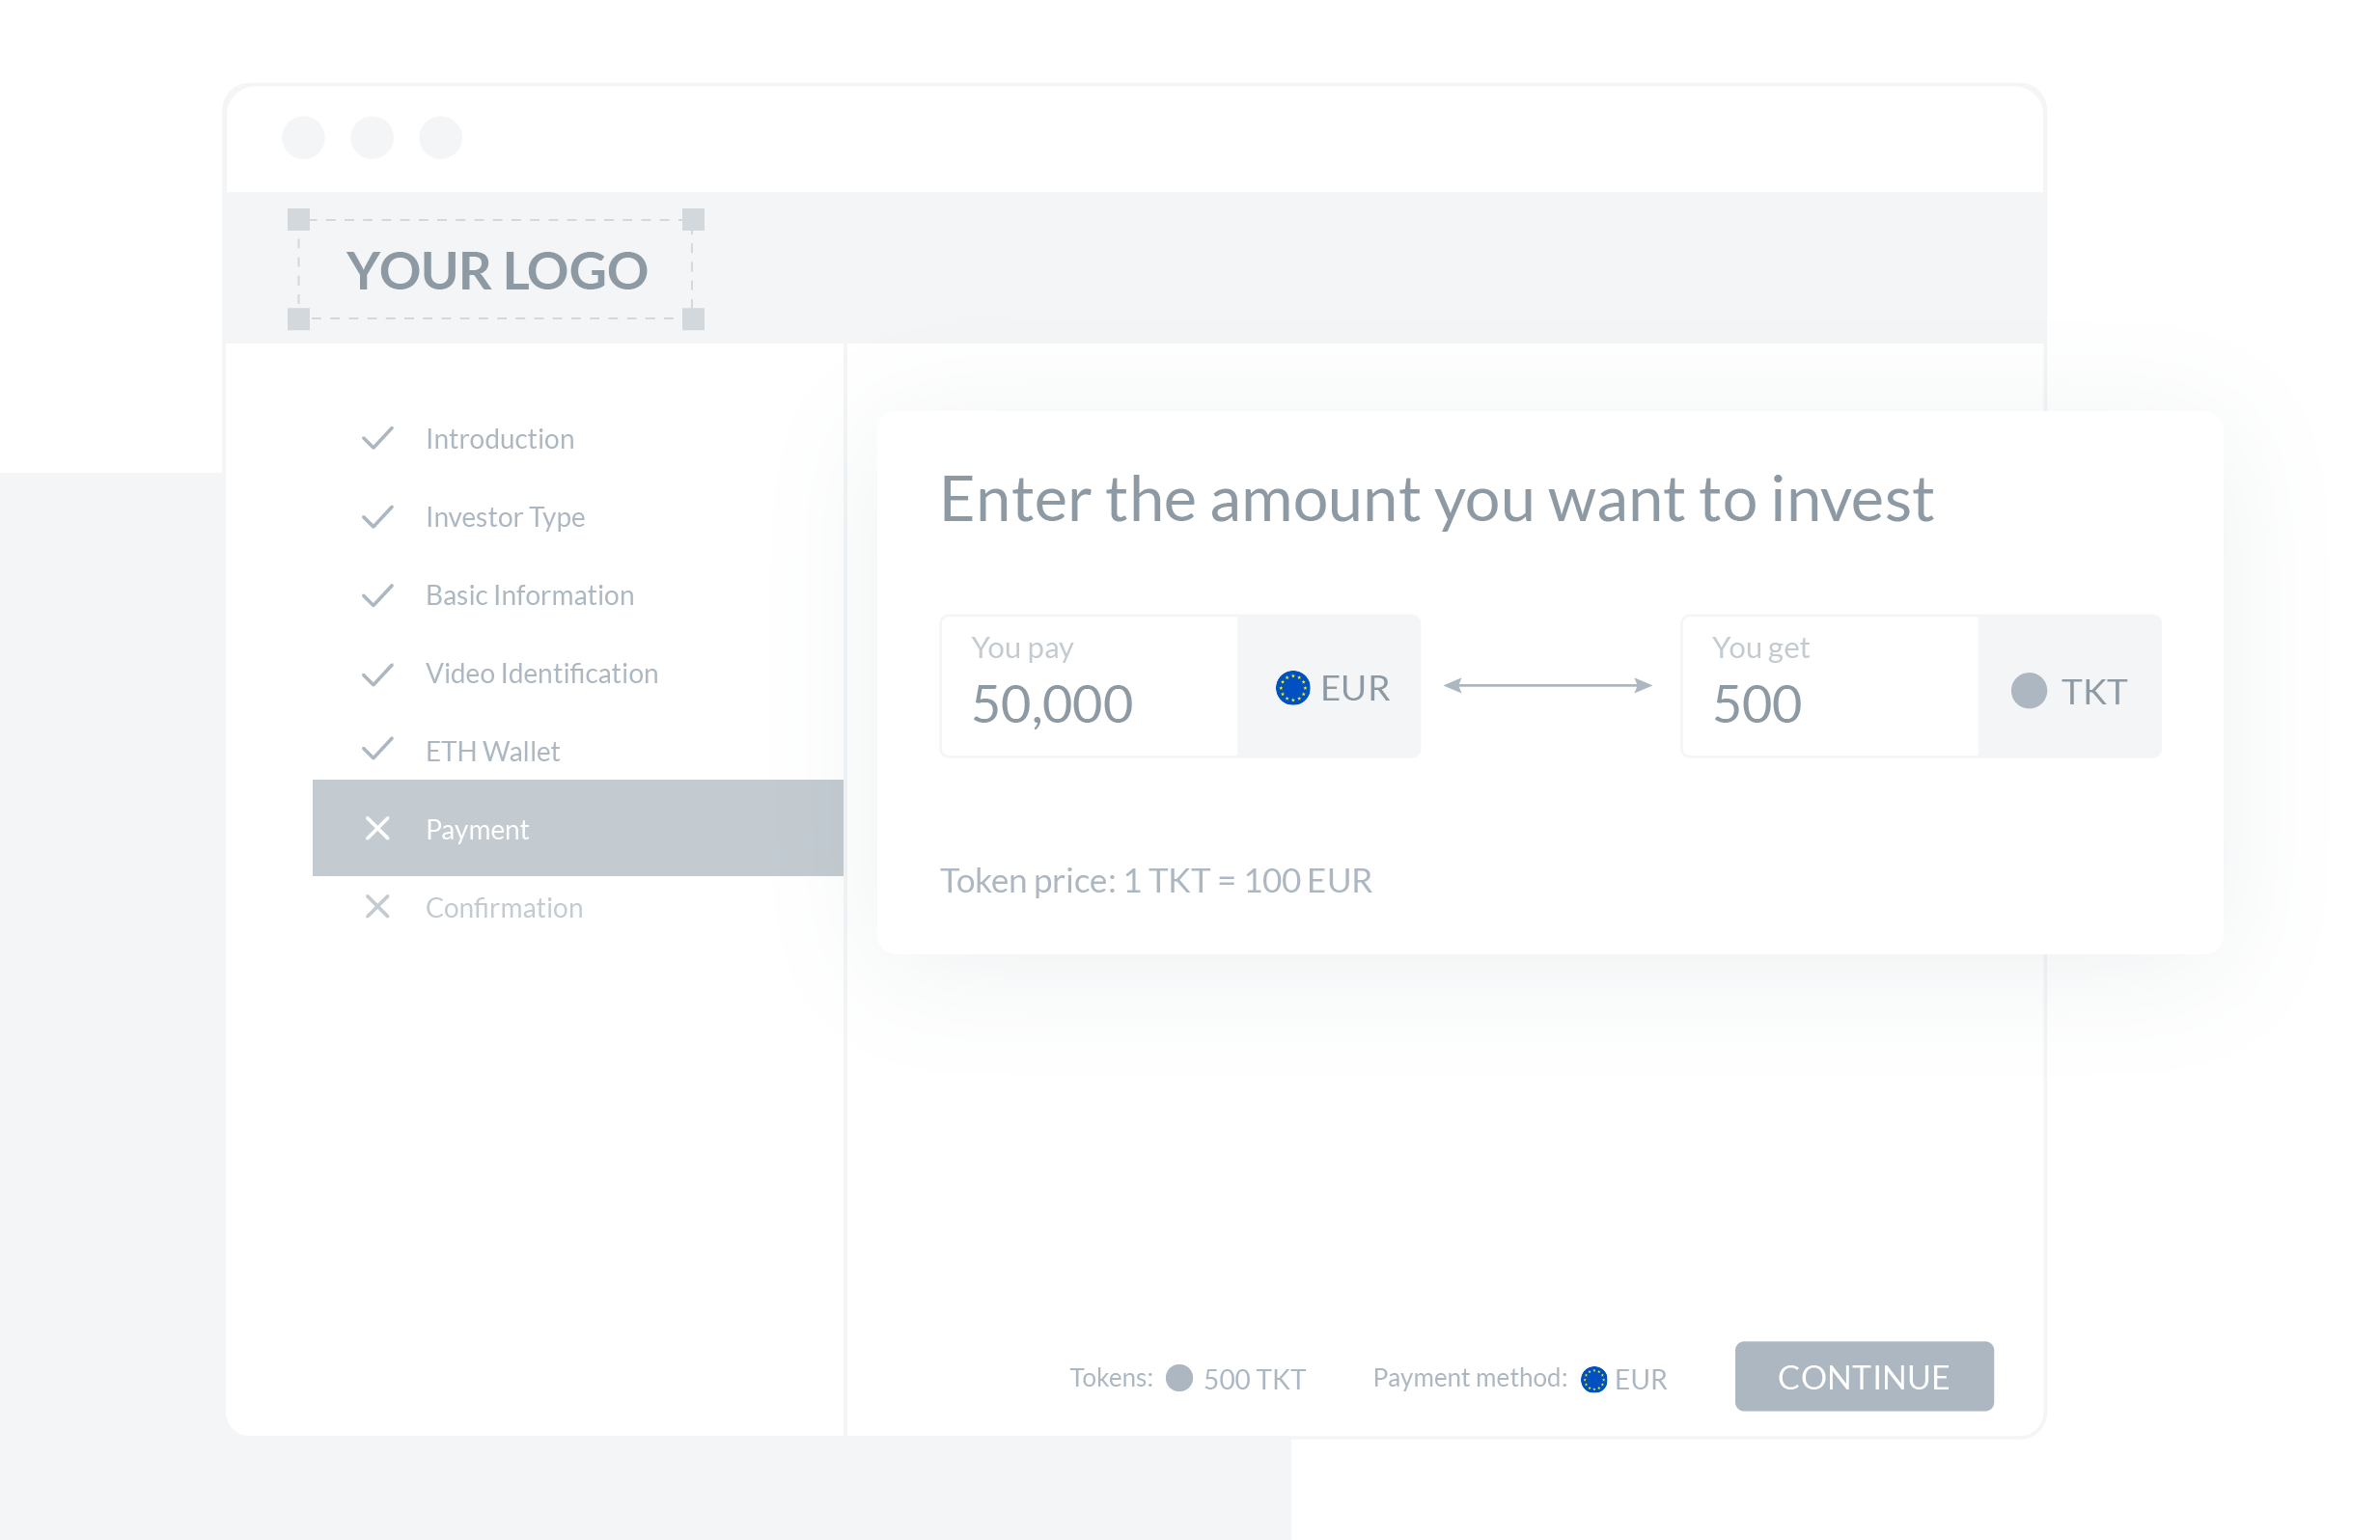 YOUR LOGO
Introduction
Investor Type
Basic Information
Video Identification
ETH Wallet
Payment
Confirmation
Enter the amount you want to invest
You pay
50,000
EUR
You get
500
TKT
Token price: 1 TKT = 100 EUR
Tokens: 500 TKT
Payment method: EUR
CONTINUE